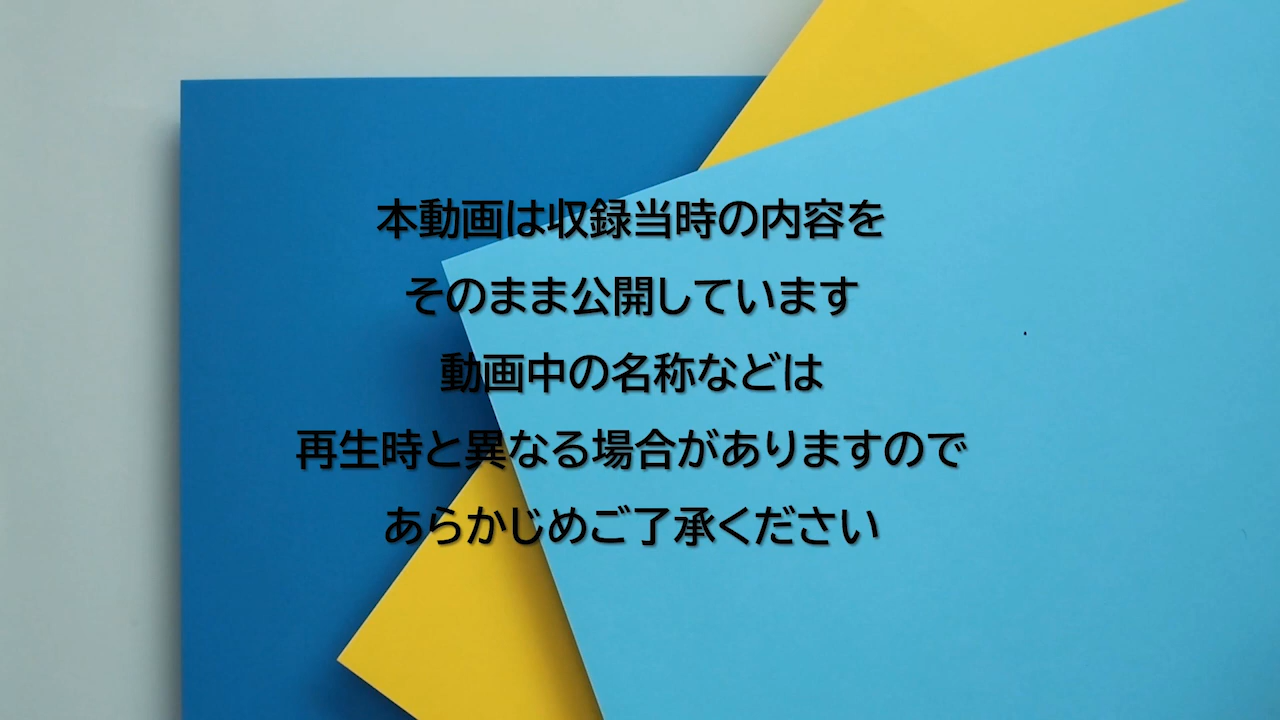 本動画は収録当時の内容を
そのまま公開しています
動画中の名称などは
再生時と異なる場合がありますので
あらかじめご了承ください